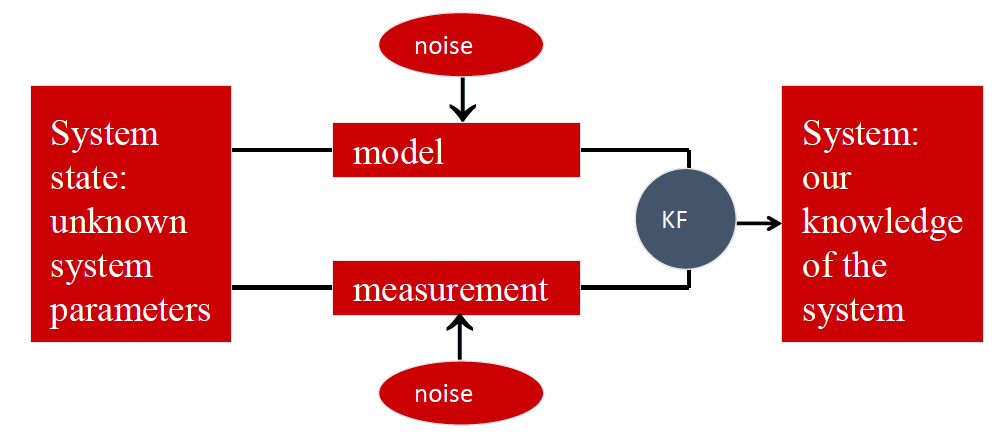 noise
System
state:
unknown
system
parameters
model
measurement
noise
KF
System:
our
knowledge
of the
system